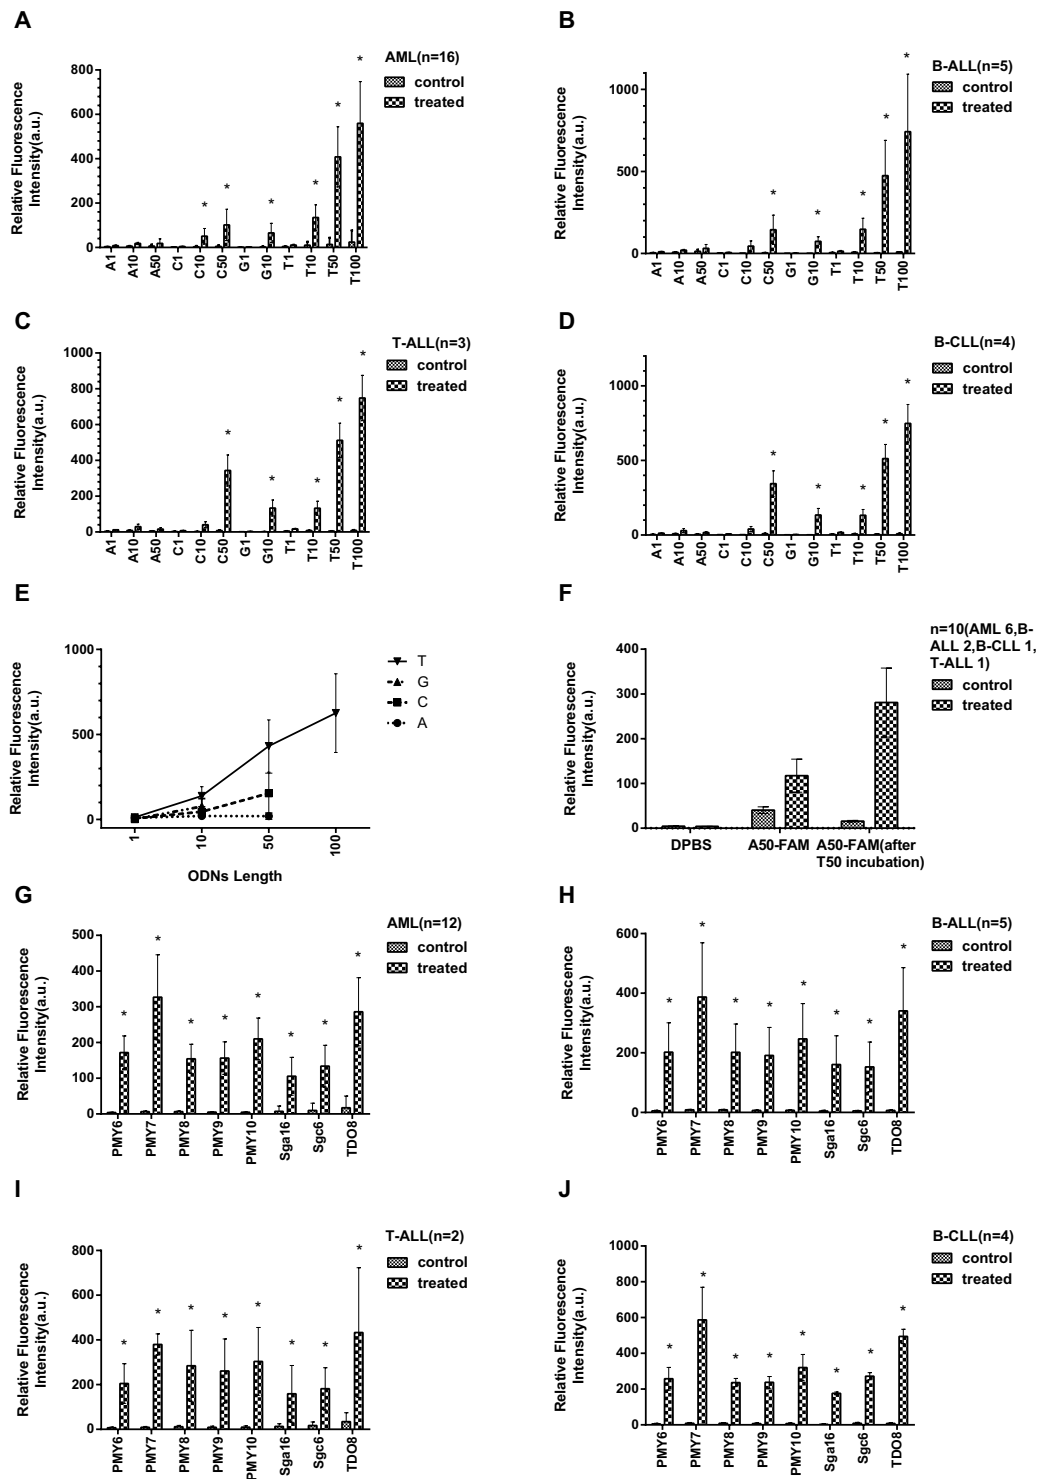 A
AML(n=16)
control
treated
Relative Fluorescence
Intensity(a.u.)
800
600
400
200
0
* * * * * *
A1 A10 A50 C1 C10 C50 G1 G10 T1 T10 T50 T100
B
B-ALL(n=5)
control
treated
Relative Fluorescence
Intensity(a.u.)
1000
500
0
* * * * *
A1 A10 A50 C1 C10 C50 G1 G10 T1 T10 T50 T100
C
T-ALL(n=3)
control
treated
Relative Fluorescence
Intensity(a.u.)
1000
800
600
400
200
0
* * * * *
A1 A10 A50 C1 C10 C50 G1 G10 T1 T10 T50 T100
D
B-CLL(n=4)
control
treated
Relative Fluorescence
Intensity(a.u.)
1000
500
0
* * * * *
A1 A10 A50 C1 C10 C50 G1 G10 T1 T10 T50 T100
E
Relative Fluorescence
Intensity(a.u.)
1000
500
0
T
G
C
A
1 10 50 100
ODNs Length
F
n=10(AML 6,B-
ALL 2,B-CLL 1,
T-ALL 1)
control
treated
Relative Fluorescence
Intensity(a.u.)
400
300
200
100
0
DPBS A50-FAM A50-FAM(after
T50 incubation)
G
AML(n=12)
control
treated
Relative Fluorescence
Intensity(a.u.)
500
400
300
200
100
0
* * * * * * * *
PMY6 PMY7 PMY8 PMY9 PMY10 Sga16 Sgc6 TDO8
H
B-ALL(n=5)
control
treated
Relative Fluorescence
Intensity(a.u.)
600
400
200
0
* * * * * * * *
PMY6 PMY7 PMY8 PMY9 PMY10 Sga16 Sgc6 TDO8
I
T-ALL(n=2)
control
treated
Relative Fluorescence
Intensity(a.u.)
800
600
400
200
0
* * * * * * * *
PMY6 PMY7 PMY8 PMY9 PMY10 Sga16 Sgc6 TDO8
J
B-CLL(n=4)
control
treated
Relative Fluorescence
Intensity(a.u.)
1000
800
600
400
200
0
* * * * * * * *
PMY6 PMY7 PMY8 PMY9 PMY10 Sga16 Sgc6 TDO8